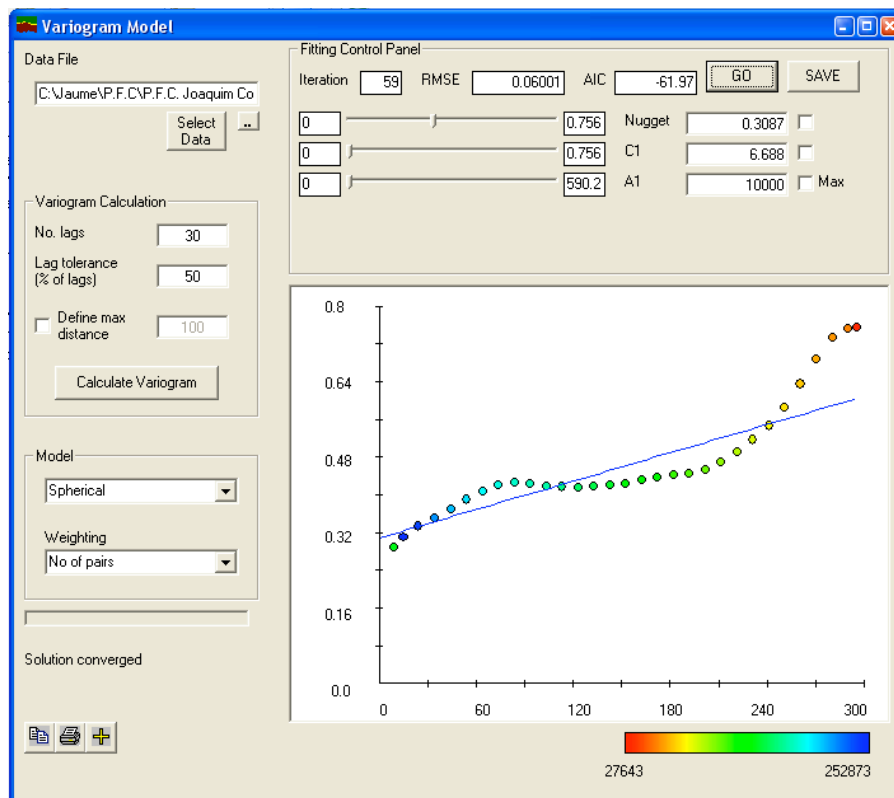 Variogram Model
Data File
C:\Jaume\P.F.C\P.F.C. Joaquim Co
Select Data
..
Variogram Calculation
No. lags 30
Lag tolerance (% of lags) 50
Define max distance 100
Calculate Variogram
Model
Spherical
Weighting
No of pairs
Solution converged
Fitting Control Panel
Iteration 59 RMSE 0.06001 AIC -61.97 GO SAVE
0 0.756 Nugget 0.3087
0 0.756 C1 6.688
0 590.2 A1 10000 Max
0.8
0.64
0.48
0.32
0.16
0.0
0 60 120 180 240 300
27643 252873